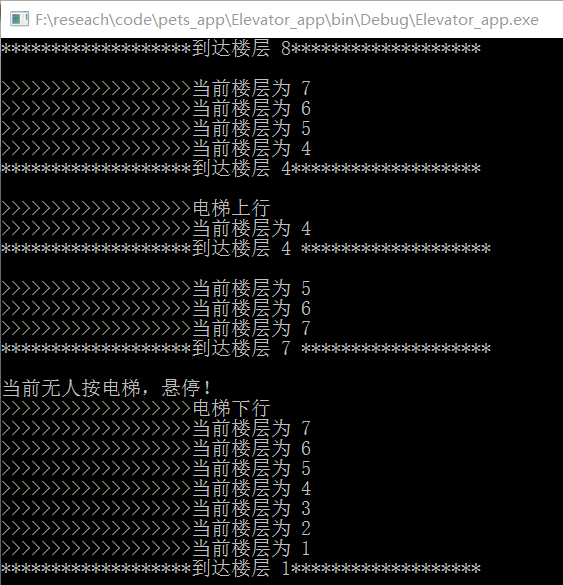 F:\reseach\code\pets_app\Elevator_app\bin\Debug\Elevator_app.exe
*******************到达楼层 8*******************
>>>>>>>>>>>>>>>>>>>当前楼层为 7
>>>>>>>>>>>>>>>>>>>当前楼层为 6
>>>>>>>>>>>>>>>>>>>当前楼层为 5
>>>>>>>>>>>>>>>>>>>当前楼层为 4
*******************到达楼层 4*******************
>>>>>>>>>>>>>>>>>>>电梯上行
>>>>>>>>>>>>>>>>>>>当前楼层为 4
*******************到达楼层 4 *******************
>>>>>>>>>>>>>>>>>>>当前楼层为 5
>>>>>>>>>>>>>>>>>>>当前楼层为 6
>>>>>>>>>>>>>>>>>>>当前楼层为 7
*******************到达楼层 7 *******************
当前无人按电梯，悬停!
>>>>>>>>>>>>>>>>>>>电梯下行
>>>>>>>>>>>>>>>>>>>当前楼层为 7
>>>>>>>>>>>>>>>>>>>当前楼层为 6
>>>>>>>>>>>>>>>>>>>当前楼层为 5
>>>>>>>>>>>>>>>>>>>当前楼层为 4
>>>>>>>>>>>>>>>>>>>当前楼层为 3
>>>>>>>>>>>>>>>>>>>当前楼层为 2
>>>>>>>>>>>>>>>>>>>当前楼层为 1
*******************到达楼层 1*******************